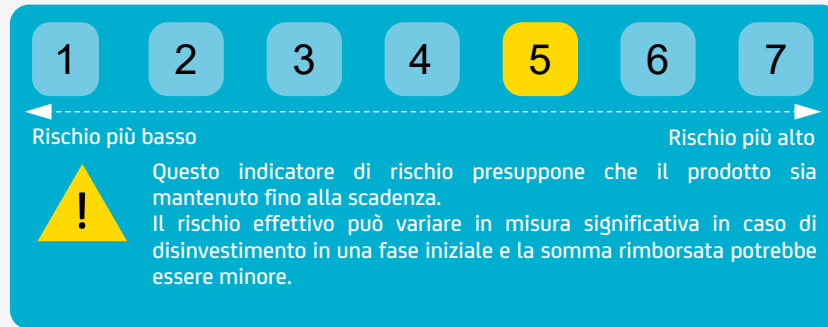 1 2 3 4 5 6 7
Rischio più basso Rischio più alto
!
Questo indicatore di rischio presuppone che il prodotto sia
mantenuto fino alla scadenza.
Il rischio effettivo può variare in misura significativa in caso di
disinvestimento in una fase iniziale e la somma rimborsata potrebbe
essere minore.